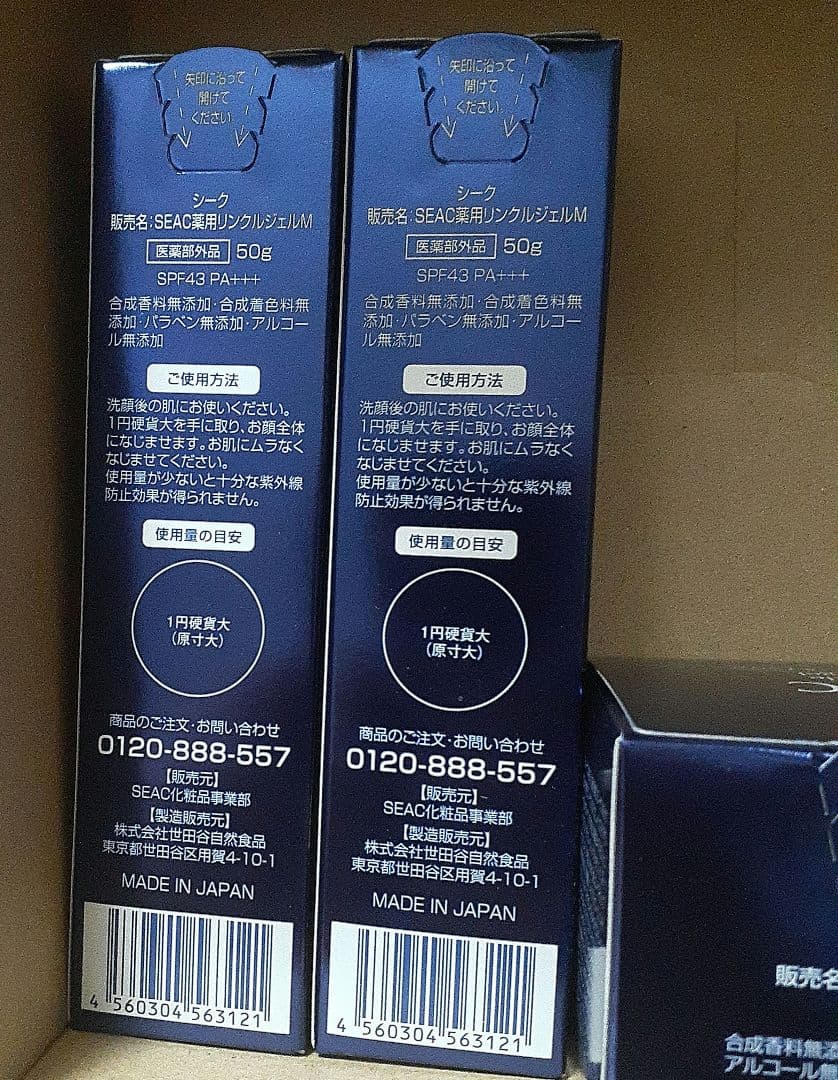 矢印に沿って
開けて
ください。
シーク
販売名:SEAC薬用リンクルジェルM
医薬部外品 50g
SPF43 PA+++
合成香料無添加・合成着色料無
添加・パラベン無添加・アルコー
ル無添加
ご使用方法
洗顔後の肌にお使いください。
1円硬貨大を手に取り、お顔全体
になじませます。お肌にムラなく
なじませてください。
使用量が少ないと十分な紫外線
防止効果が得られません。
使用量の目安
1円硬貨大
(原寸大)
商品のご注文・お問い合わせ
0120-888-557
【販売元】
SEAC化粧品事業部
【製造販売元】
株式会社世田谷自然食品
東京都世田谷区用賀4-10-1
MADE IN JAPAN
4 560304 563121
矢印に沿って
開けて
ください。
シーク
販売名:SEAC薬用リンクルジェルM
医薬部外品 50g
SPF43 PA+++
合成香料無添加・合成着色料無
添加・パラベン無添加・アルコー
ル無添加
ご使用方法
洗顔後の肌にお使いください。
1円硬貨大を手に取り、お顔全体
になじませます。お肌にムラなく
なじませてください。
使用量が少ないと十分な紫外線
防止効果が得られません。
使用量の目安
1円硬貨大
(原寸大)
商品のご注文・お問い合わせ
0120-888-557
【販売元】
SEAC化粧品事業部
【製造販売元】
株式会社世田谷自然食品
東京都世田谷区用賀4-10-1
MADE IN JAPAN
4 560304 563121
販売名
合成香料無添
アルコール無